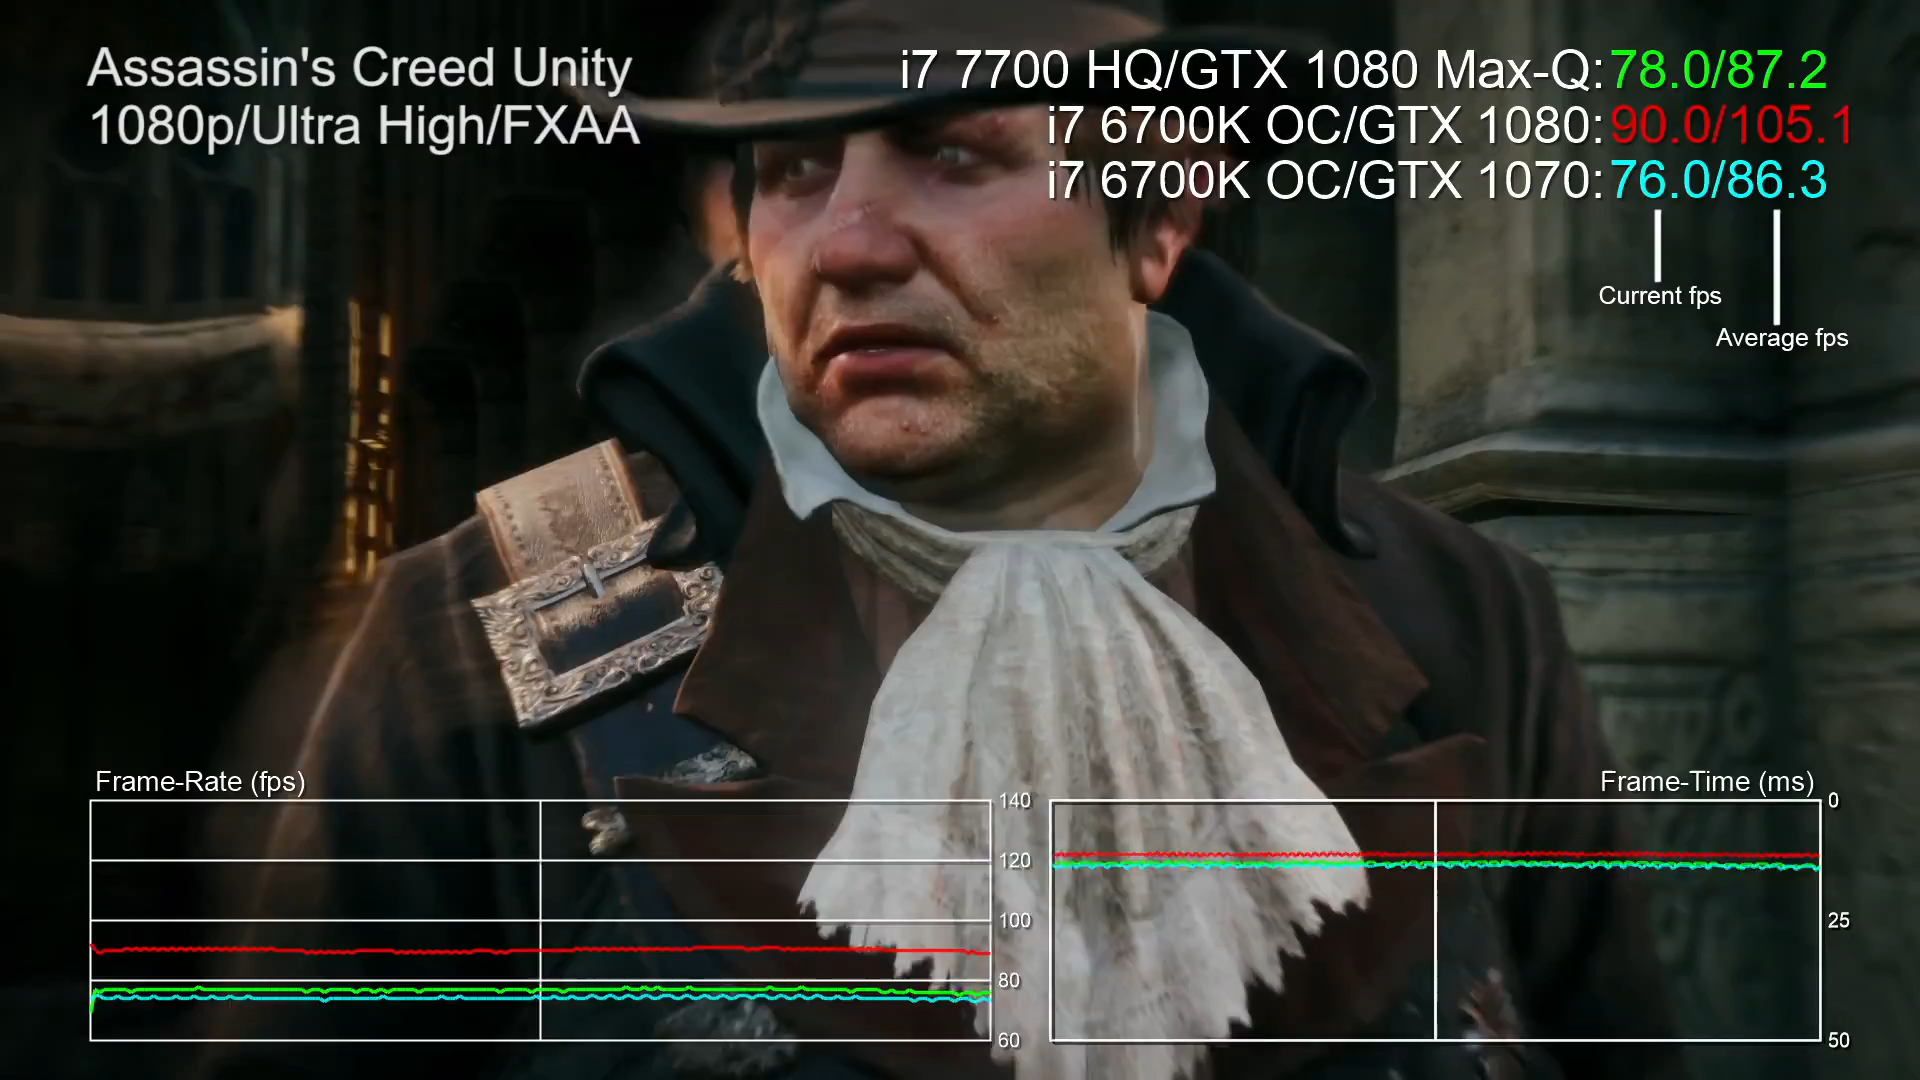 Assassin's Creed Unity
1080p/Ultra High/FXAA
i7 7700 HQ/GTX 1080 Max-Q:78.0/87.2
i7 6700K OC/GTX 1080:90.0/105.1
i7 6700K OC/GTX 1070:76.0/86.3
Current fps
Average fps
Frame-Rate (fps)
140
120
100
80
60
Frame-Time (ms)
0
25
50